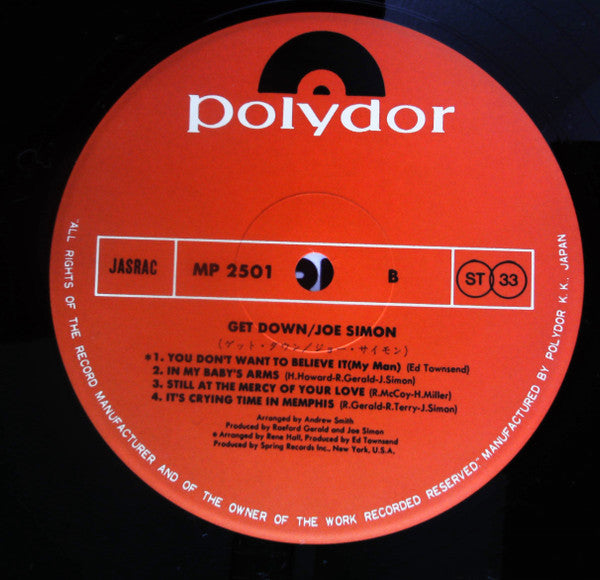 polydor
JASRAC
MP 2501
B
ST 33
GET DOWN/JOE SIMON
(ゲット・タウン/ジョー・サイモン)
*1. YOU DON'T WANT TO BELIEVE IT(My Man) (Ed Townsend)
2. IN MY BABY'S ARMS (H.Howard-R.Gerald-J.Simon)
3. STILL AT THE MERCY OF YOUR LOVE (R.McCoy-H.Miller)
4. IT'S CRYING TIME IN MEMPHIS (R.Gerald-R.Terry-J.Simon)
Arranged by Andrew Smith
Produced by Raeford Gerald and Joe Simon
* Arranged by Rene Hall, Produced by Ed Townsend
Produced by Spring Records Inc., New York, U.S.A.
"ALL RIGHTS OF THE RECORD MANUFACTURER AND OF THE OWNER OF THE WORK RECORDED RESERVED" MANUFACTURED BY POLYDOR K.K. JAPAN